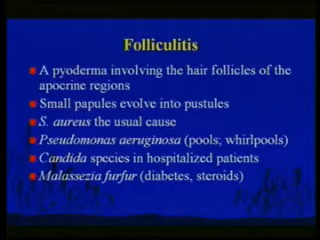 Folliculitis
A pyoderma involving the hair follicles of the
apocrine regions
Small papules evolve into pustules
S. aureus the usual cause
Pseudomonas aeruginosa (pools; whirlpools)
Candida species in hospitalized patients
Malassezia furfur (diabetes, steroids)